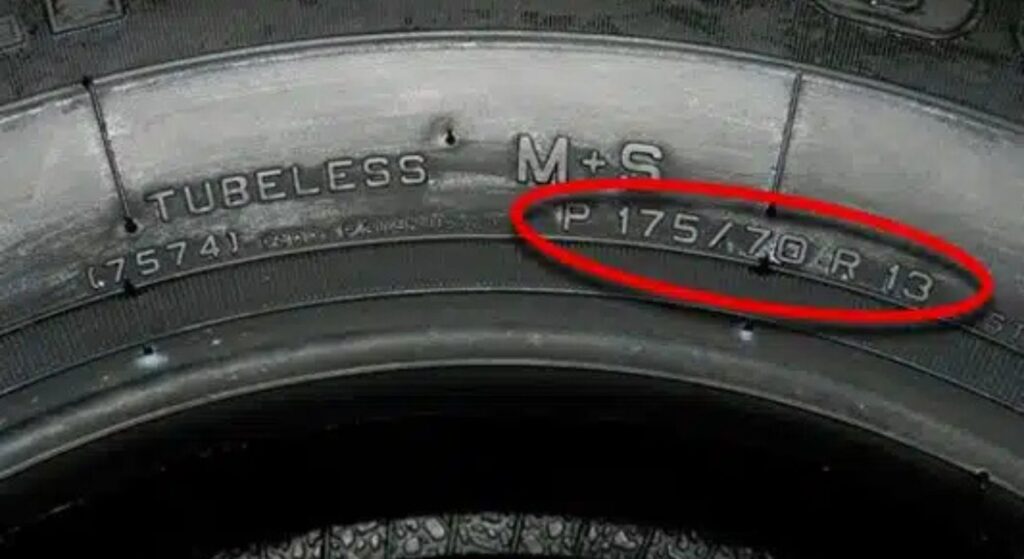 TUBELESS M+S
(7574)
P 175/70 R 13